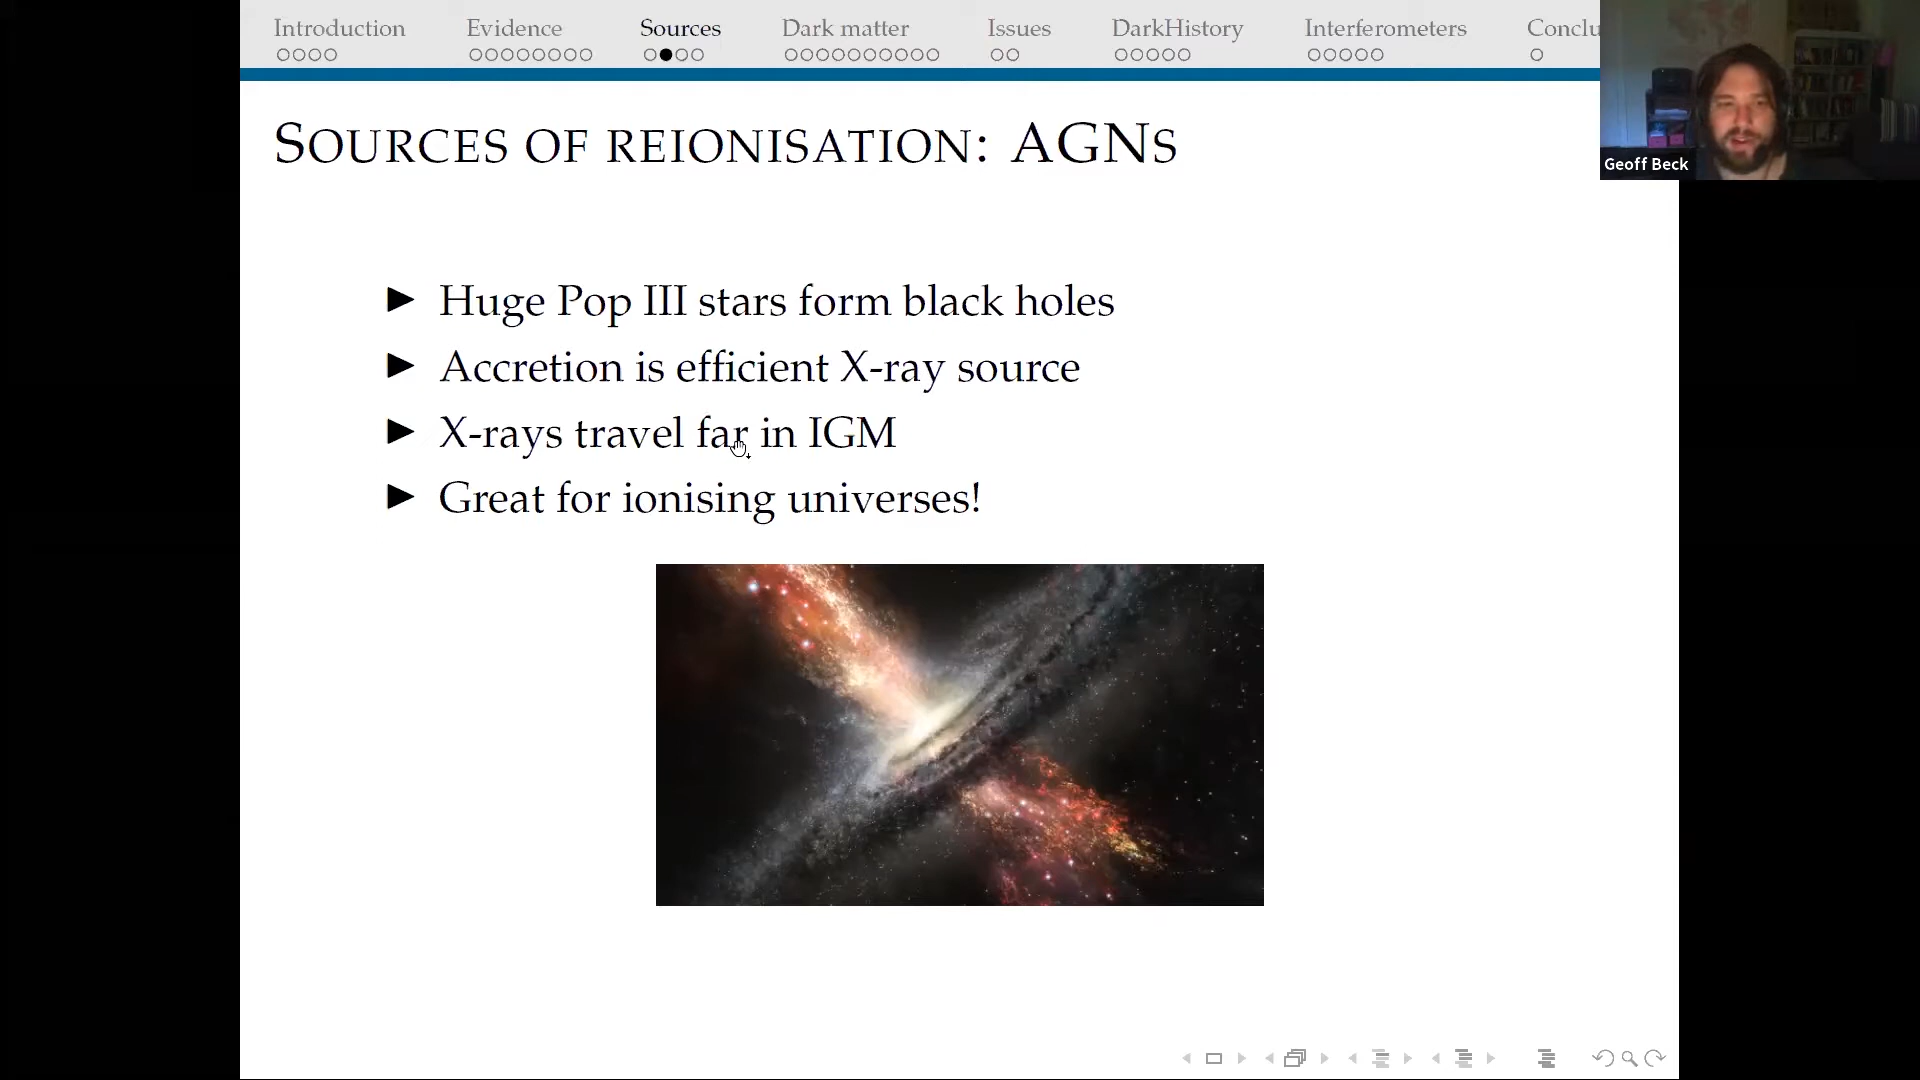 Introduction Evidence Sources Dark matter Issues DarkHistory Interferometers Conclu
Geoff Beck
SOURCES OF REIONISATION: AGNS
Huge Pop III stars form black holes
Accretion is efficient X-ray source
X-rays travel far in IGM
Great for ionising universes!